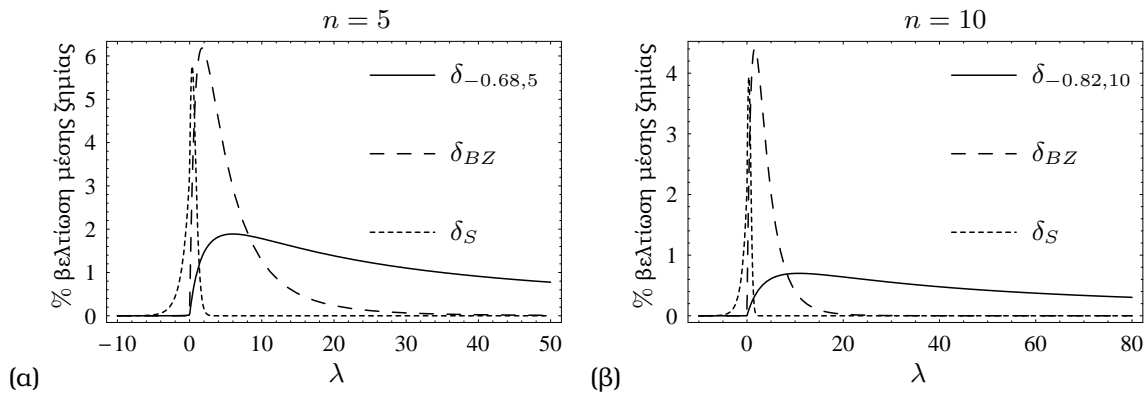 n = 5
% βελτίωση μέσης ζημίας
6
5
4
3
2
1
0
−10 0 10 20 30 40 50
λ
δ−0.68,5
δBZ
δS
(α)
n = 10
% βελτίωση μέσης ζημίας
4
3
2
1
0
0 20 40 60 80
λ
δ−0.82,10
δBZ
δS
(β)